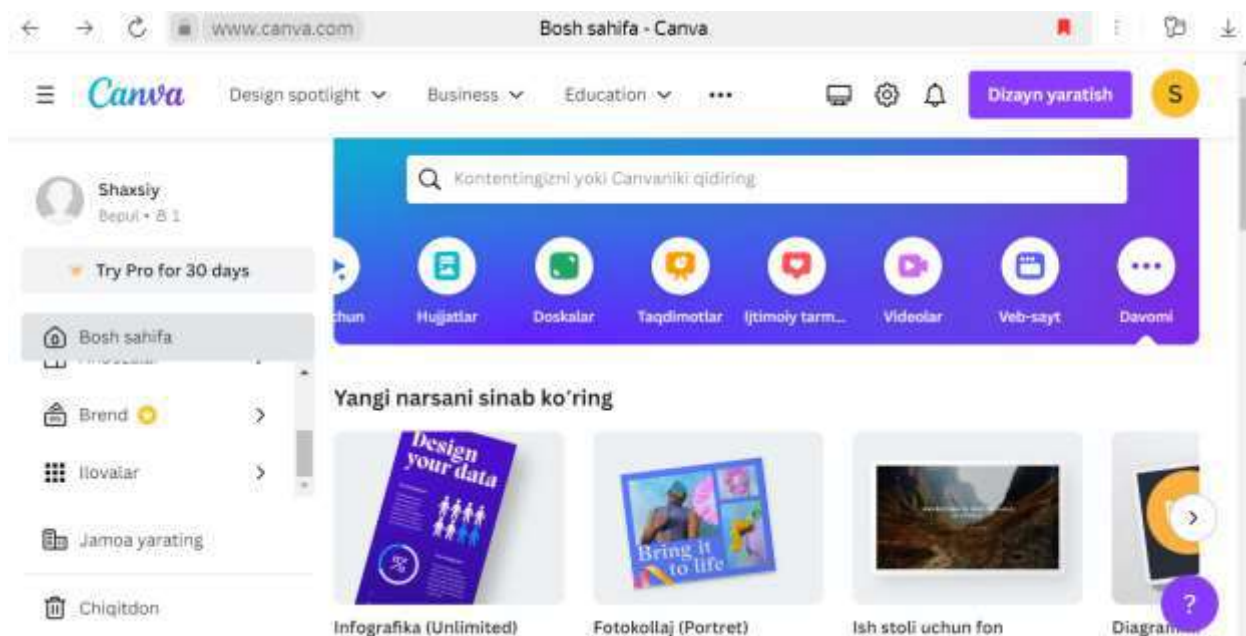 www.canva.com
Bosh sahifa - Canva
Canva
Design spotlight
Business
Education
Dizayn yaratish
S
Shaxsiy
Bepul • 1
Try Pro for 30 days
Bosh sahifa
Brend
Ilovalar
Jamoa yarating
Chiqitdon
Kontentingizni yoki Canvaniki qidiring
chun
Hujjatlar
Doskalar
Taqdimotlar
Ijtimoiy tarm...
Videolar
Veb-sayt
Davomi
Yangi narsani sinab ko'ring
Design
your data
Bring it
to life
Infografika (Unlimited)
Fotokollaj (Portret)
Ish stoli uchun fon
Diagram
?